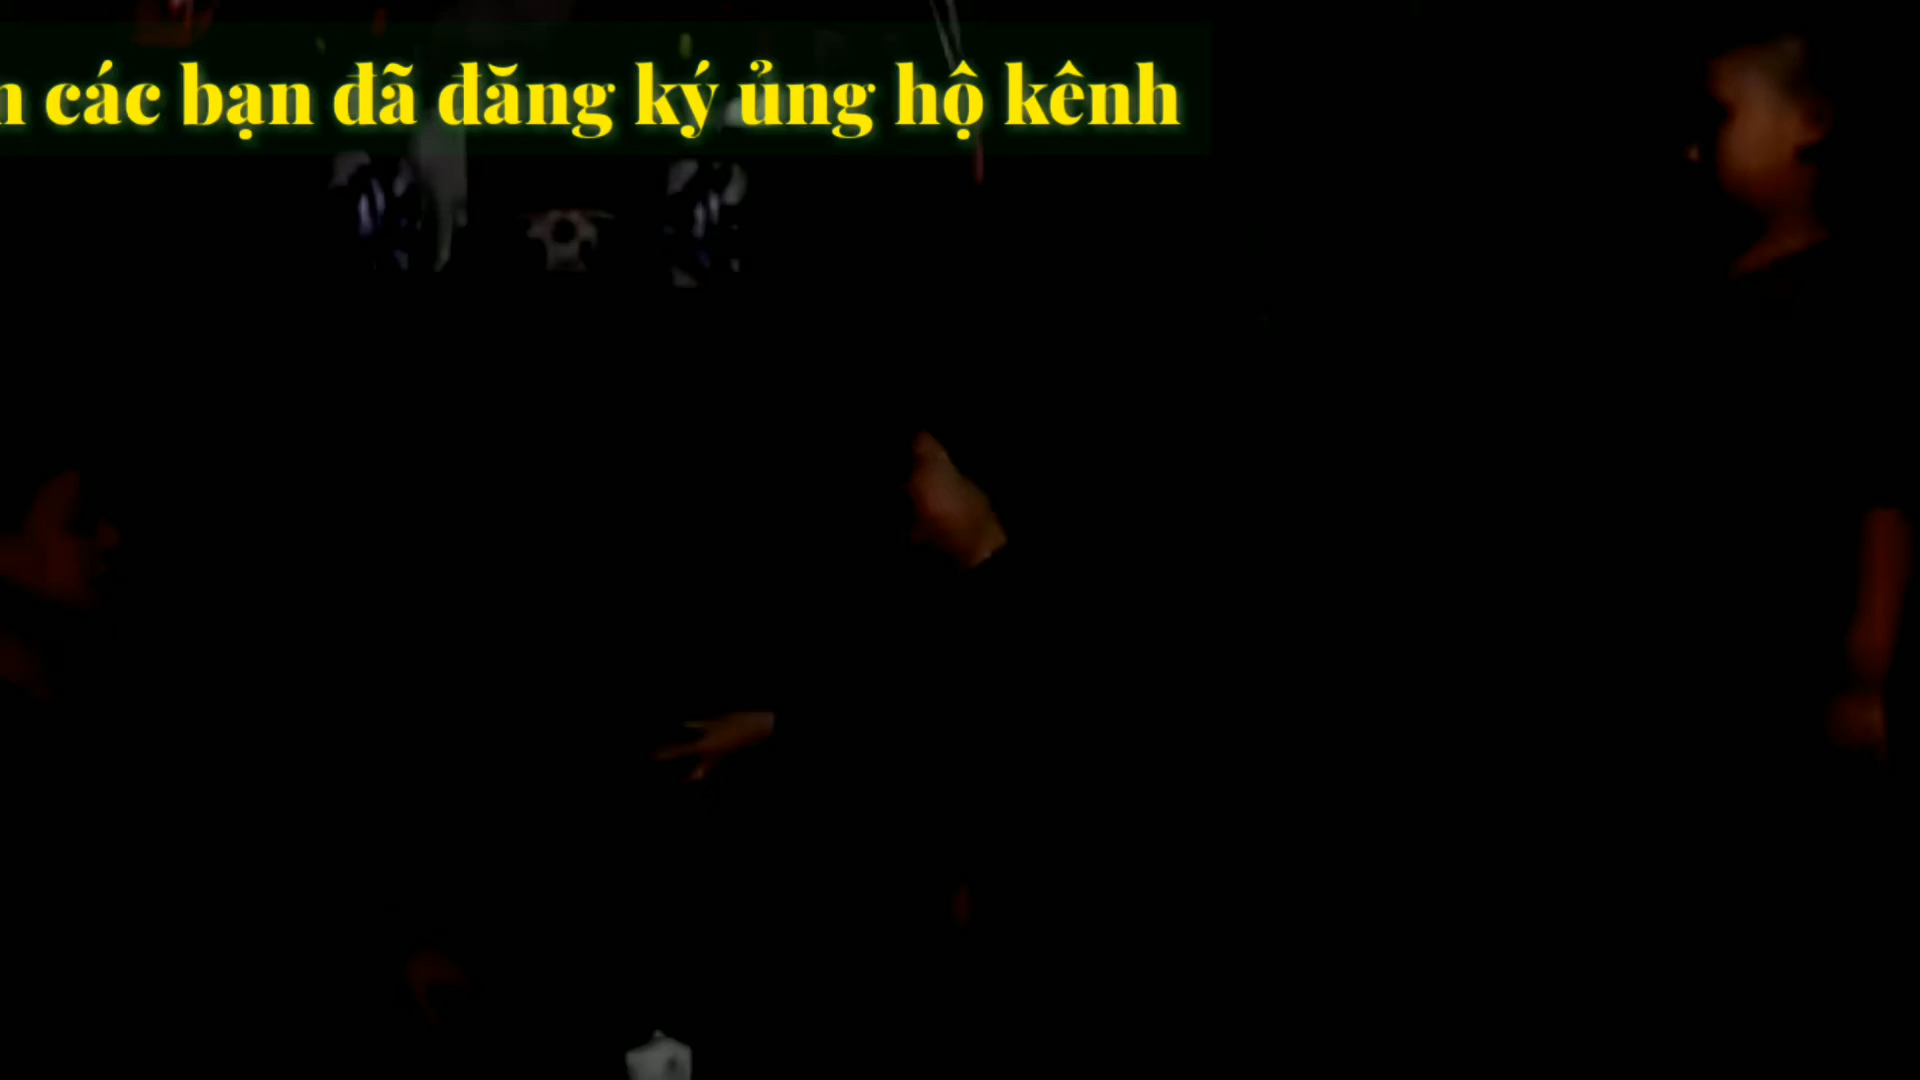 các bạn đã đăng ký ủng hộ kênh